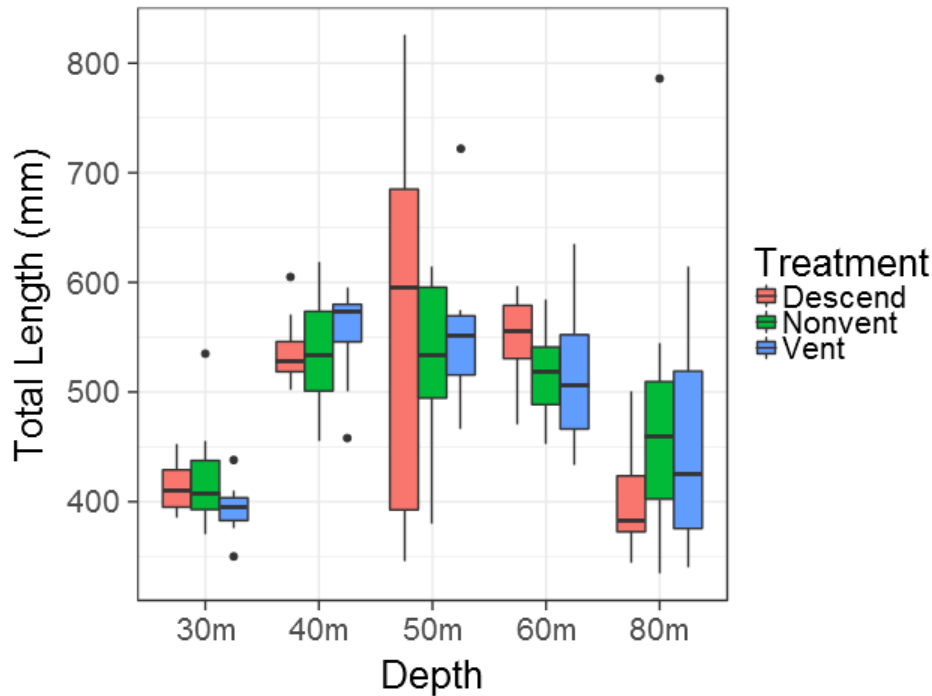 800
700
600
500
400
Total Length (mm)
30m
40m
50m
60m
80m
Depth
Treatment
Descend
Nonvent
Vent